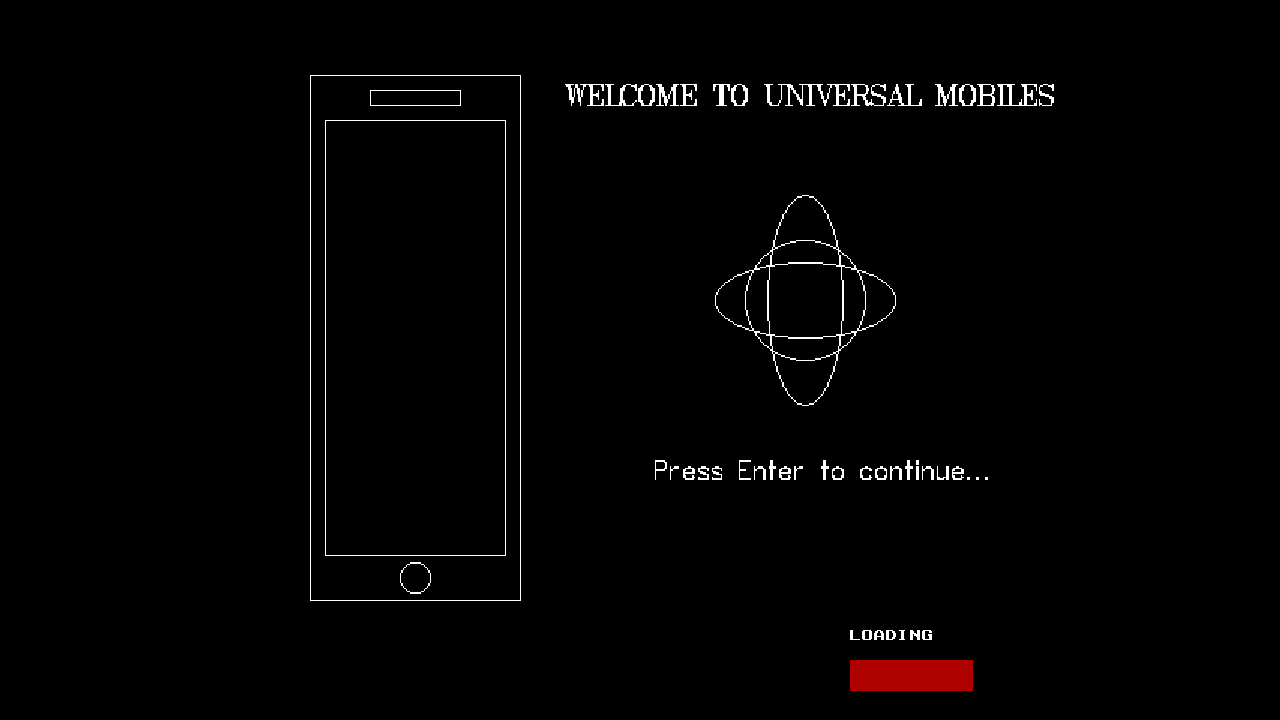 WELCOME TO UNIVERSAL MOBILES
Press Enter to continue...
LOADING